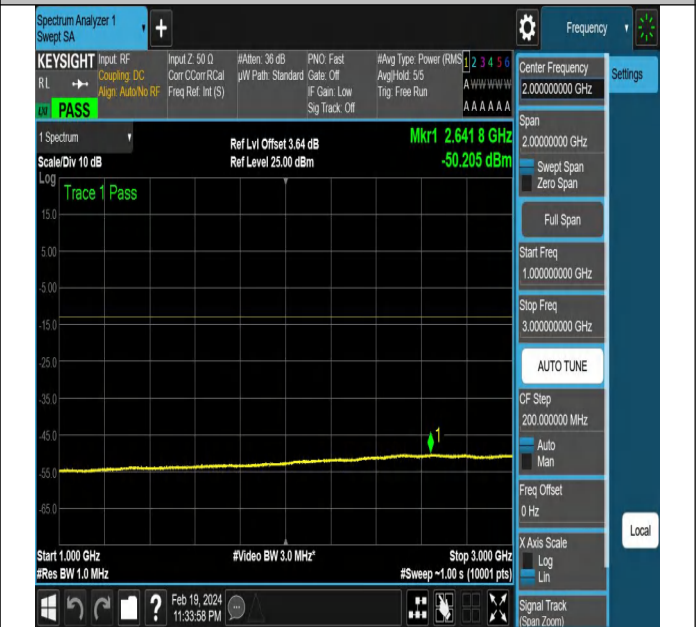 Spectrum Analyzer 1
Swept SA
Frequency
KEYSIGHT
RL
PASS
Input: RF
Coupling: DC
Align: Auto/No RF
Input Z: 50 Ω
Corr CCorr RCal
Freq Ref: Int (S)
#Atten: 36 dB
µW Path: Standard
PNO: Fast
Gate: Off
IF Gain: Low
Sig Track: Off
#Avg Type: Power (RMS
Avg|Hold: 5/5
Trig: Free Run
1 2 3 4 5 6
A W W W W W
A A A A A A
1 Spectrum
Scale/Div 10 dB
Ref Lvl Offset 3.64 dB
Ref Level 25.00 dBm
Mkr1 2.641 8 GHz
-50.205 dBm
Log
Trace 1 Pass
15.0
5.00
-5.00
-15.0
-25.0
-35.0
-45.0
-55.0
-65.0
1
Start 1.000 GHz
#Res BW 1.0 MHz
#Video BW 3.0 MHz*
Stop 3.000 GHz
#Sweep ~1.00 s (10001 pts)
Feb 19, 2024
11:33:58 PM
Center Frequency
2.000000000 GHz
Settings
Span
2.00000000 GHz
Swept Span
Zero Span
Full Span
Start Freq
1.000000000 GHz
Stop Freq
3.000000000 GHz
AUTO TUNE
CF Step
200.000000 MHz
Auto
Man
Freq Offset
0 Hz
X Axis Scale
Log
Lin
Local
Signal Track
(Span Zoom)